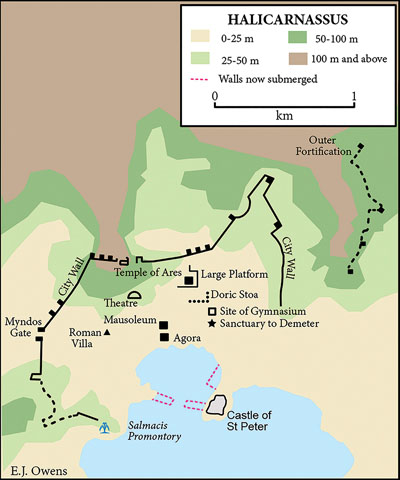 HALICARNASSUS
0-25 m
50-100 m
25-50 m
100 m and above
Walls now submerged
0
1
km
Outer
Fortification
City Wall
City Wall
Temple of Ares
Large Platform
Theatre
Doric Stoa
Mausoleum
Site of Gymnasium
Myndos
Gate
Roman
Villa
Sanctuary to Demeter
Agora
Castle of
St Peter
Salmacis
Promontory
E.J. Owens